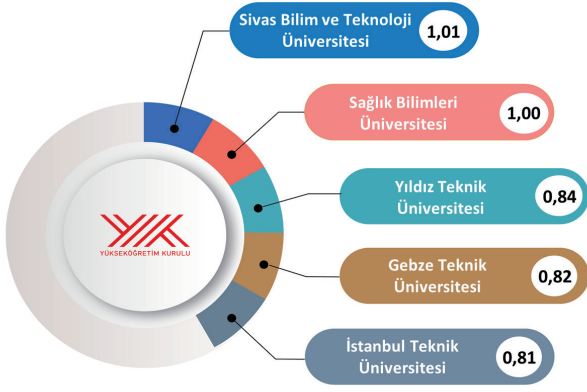 Sivas Bilim ve Teknoloji
Üniversitesi
1,01
Sağlık Bilimleri
Üniversitesi
1,00
Yıldız Teknik
Üniversitesi
0,84
Gebze Teknik
Üniversitesi
0,82
İstanbul Teknik
Üniversitesi
0,81
YÜKSEKÖĞRETİM KURULU